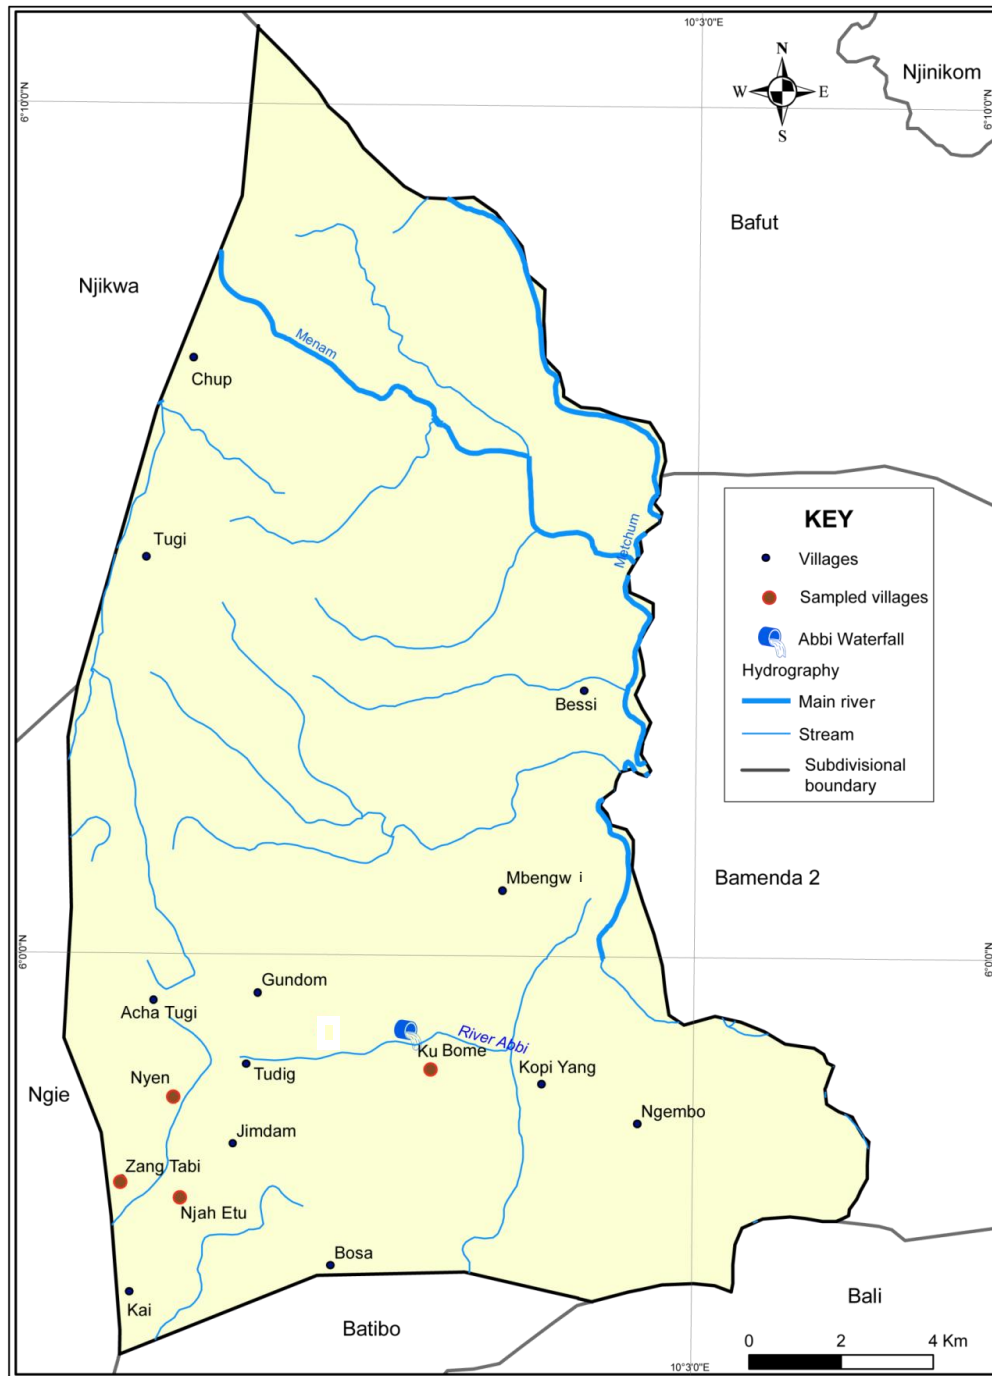 10°3'0"E
N
W
E
S
Njinikom
6°10'0"N
6°10'0"N
Bafut
Njikwa
Menam
Chup
Metchum
Tugi
KEY
Villages
Sampled villages
Abbi Waterfall
Hydrography
Main river
Stream
Subdivisional
boundary
Bessi
Mbengw i
Bamenda 2
6°0'0"N
6°0'0"N
Gundom
Acha Tugi
River Abbi
Ku Bome
Tudig
Kopi Yang
Nyen
Ngie
Ngembo
Jimdam
Zang Tabi
Njah Etu
Bosa
Kai
Batibo
Bali
0 2 4 Km
10°3'0"E